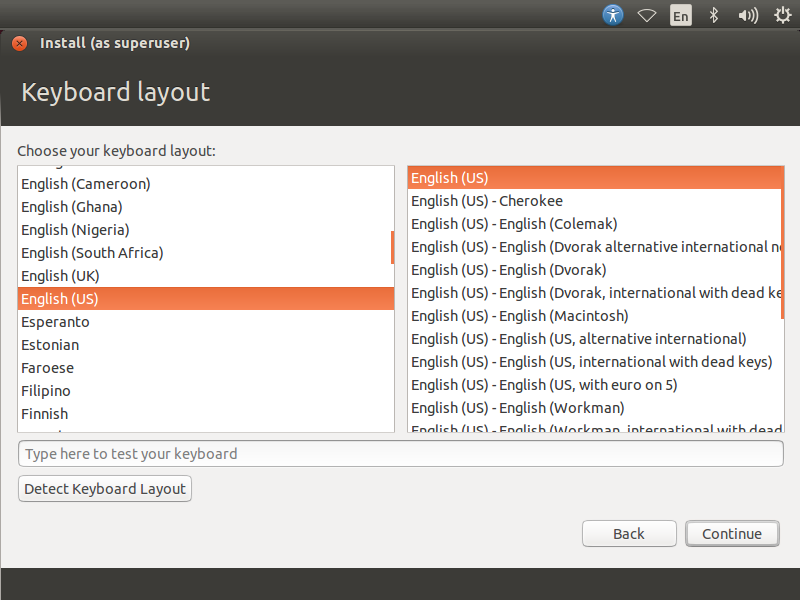 En
Install (as superuser)
Keyboard layout
Choose your keyboard layout:
English (Cameroon)
English (Ghana)
English (Nigeria)
English (South Africa)
English (UK)
English (US)
Esperanto
Estonian
Faroese
Filipino
Finnish
English (US)
English (US) - Cherokee
English (US) - English (Colemak)
English (US) - English (Dvorak alternative international
English (US) - English (Dvorak)
English (US) - English (Dvorak, international with dead
English (US) - English (Macintosh)
English (US) - English (US, alternative international)
English (US) - English (US, international with dead keys)
English (US) - English (US, with euro on 5)
English (US) - English (Workman)
English (US) - English (Workman, international with dead
Type here to test your keyboard
Detect Keyboard Layout
Back
Continue